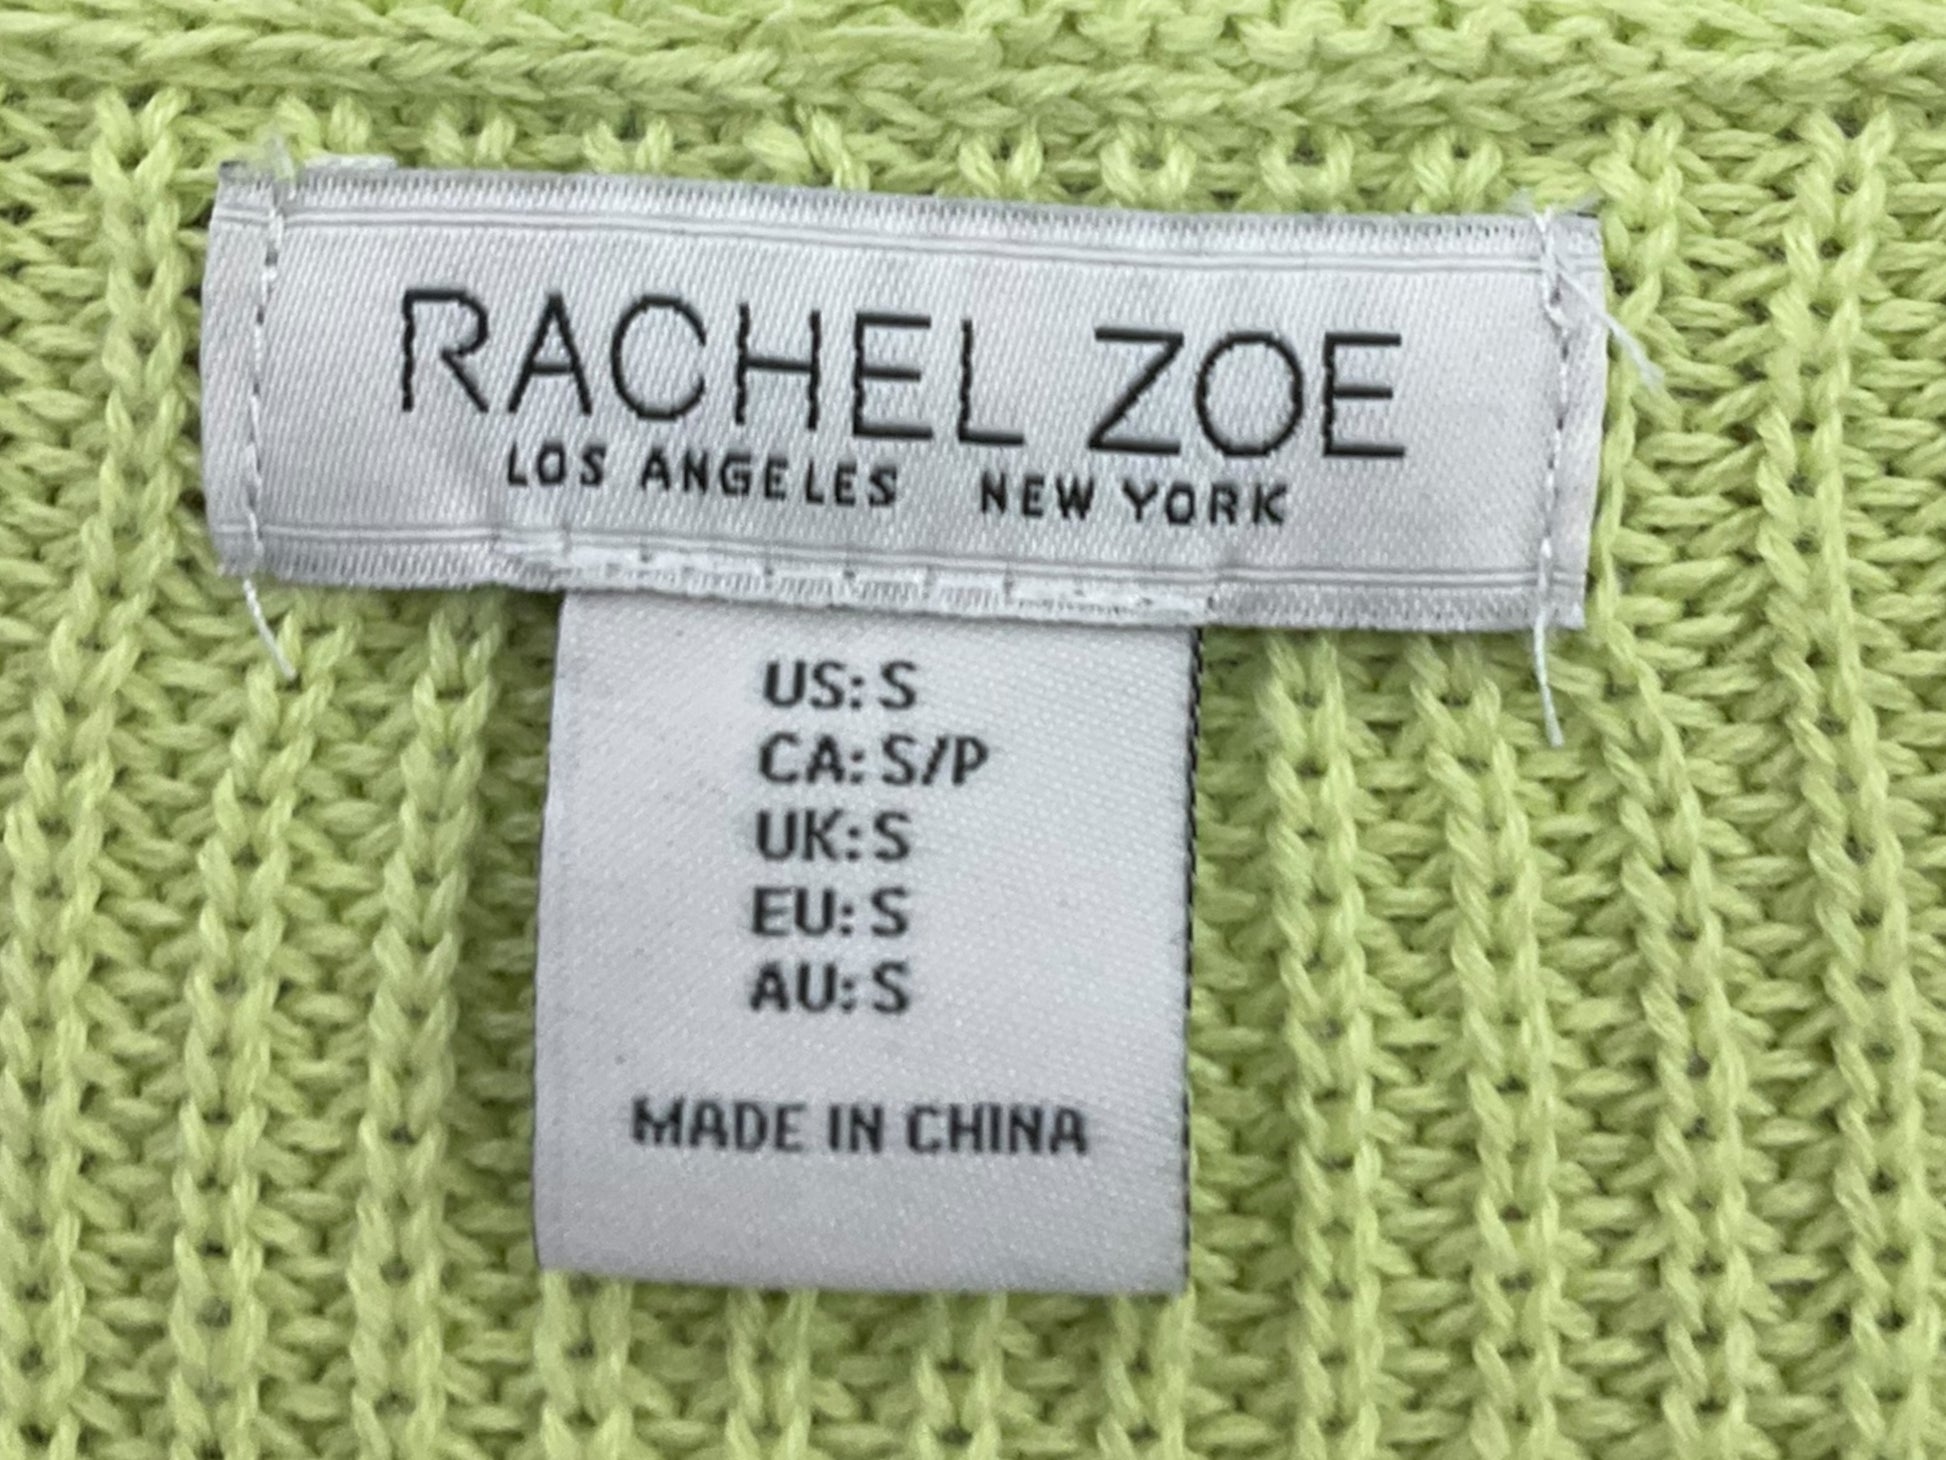 RACHEL ZOE
LOS ANGELES NEW YORK
US: S
CA: S/P
UK: S
EU: S
AU: S
MADE IN CHINA